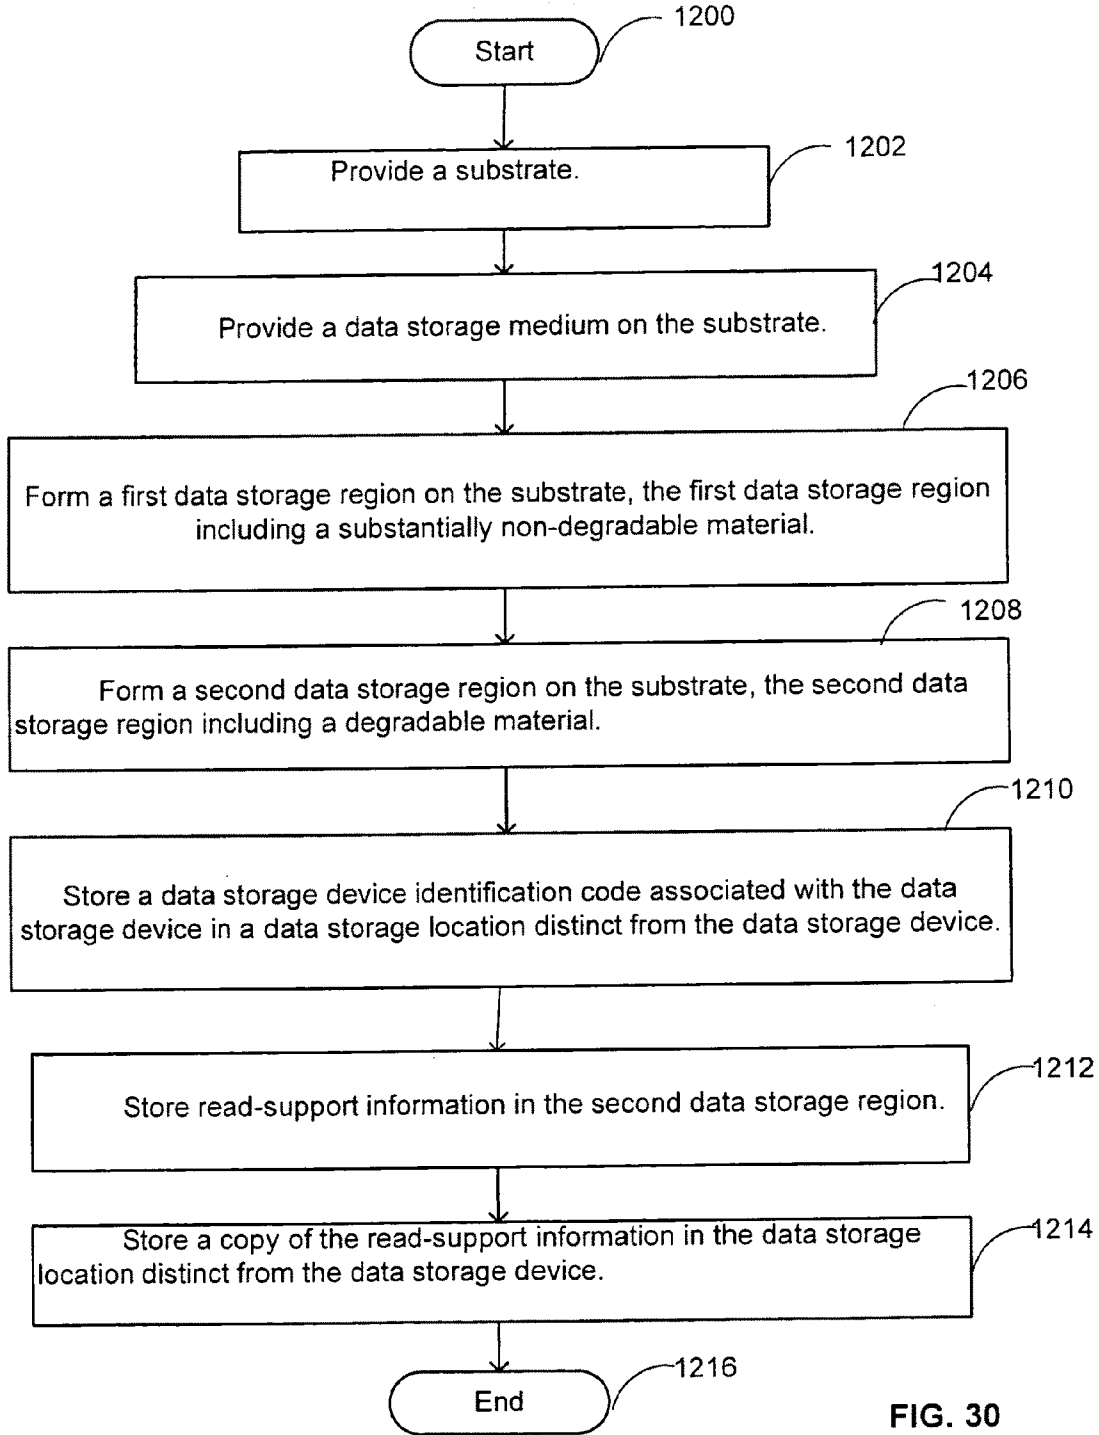 1200
Start
1202
Provide a substrate.
1204
Provide a data storage medium on the substrate.
1206
Form a first data storage region on the substrate, the first data storage region
including a substantially non-degradable material.
1208
Form a second data storage region on the substrate, the second data
storage region including a degradable material.
1210
Store a data storage device identification code associated with the data
storage device in a data storage location distinct from the data storage device.
1212
Store read-support information in the second data storage region.
1214
Store a copy of the read-support information in the data storage
location distinct from the data storage device.
1216
End
FIG. 30